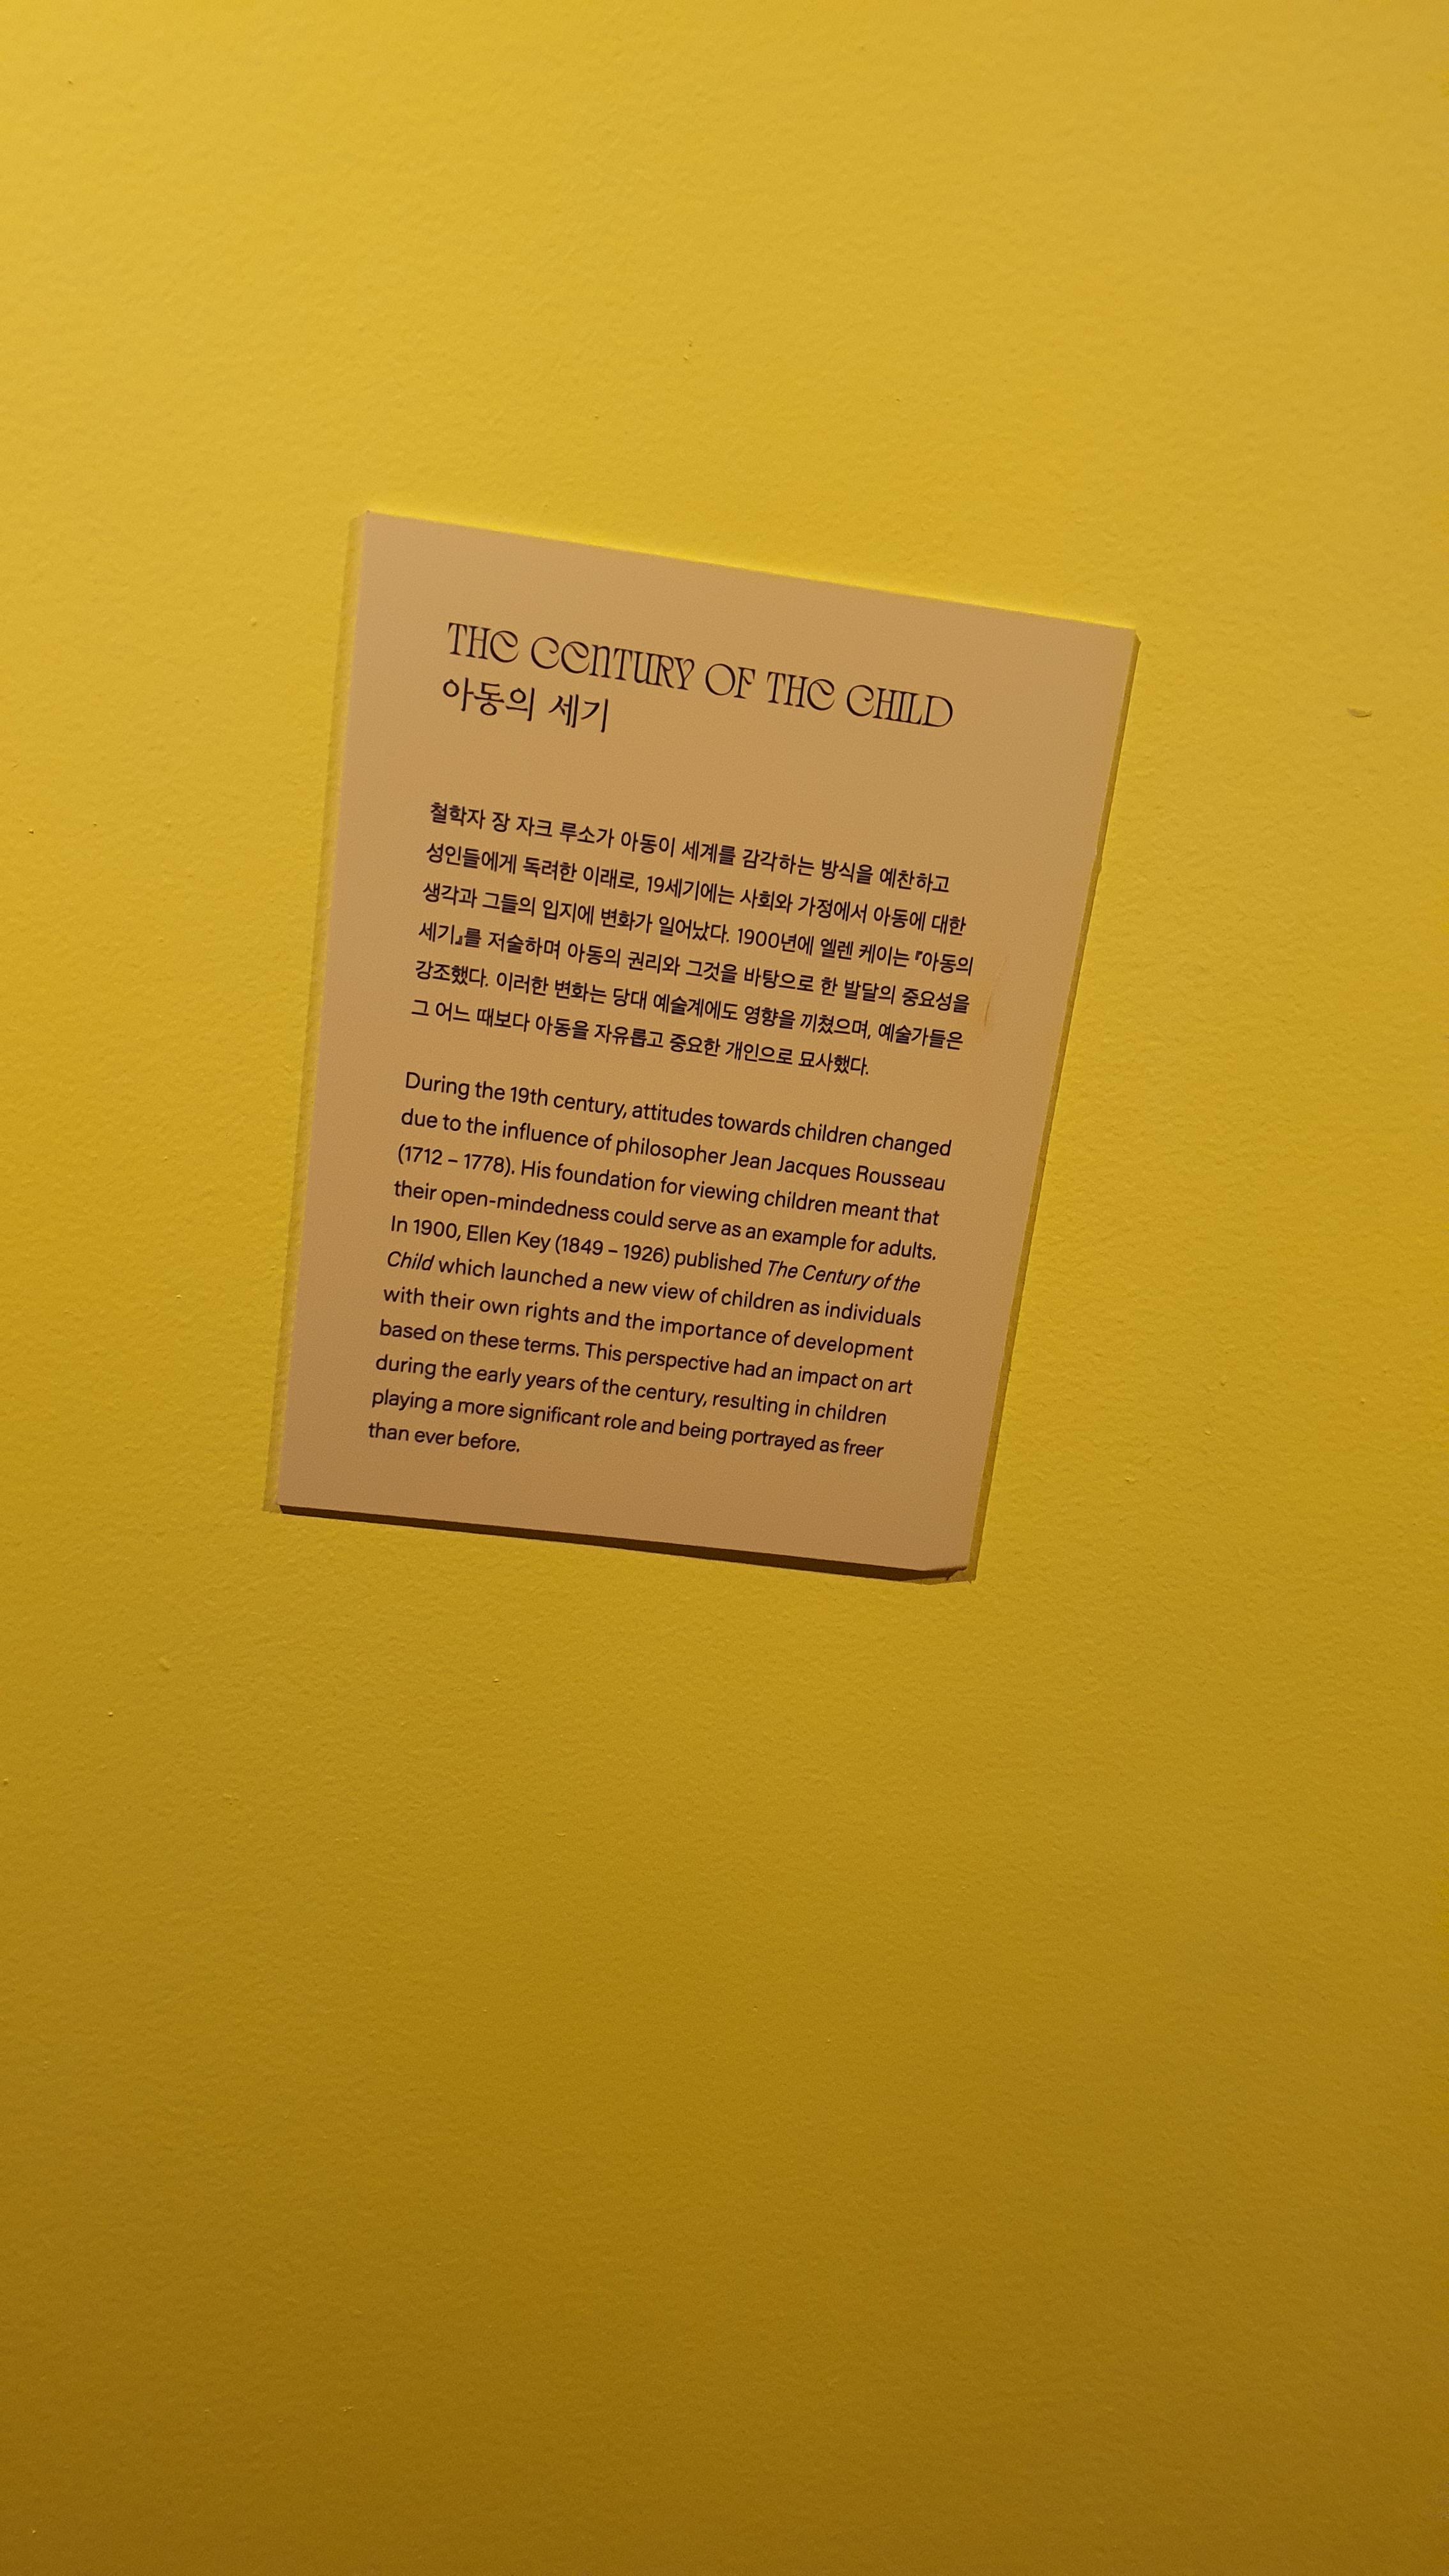 THE CENTURY OF THE CHILD
아동의 세기
철학자 장 자크 루소가 아동이 세계를 감각하는 방식을 예찬하고
성인들에게 독려한 이래로, 19세기에는 사회와 가정에서 아동에 대한
생각과 그들의 입지에 변화가 일어났다. 1900년에 엘렌 케이는 『아동의
세기』를 저술하며 아동의 권리와 그것을 바탕으로 한 발달의 중요성을
강조했다. 이러한 변화는 당대 예술계에도 영향을 끼쳤으며, 예술가들은
그 어느 때보다 아동을 자유롭고 중요한 개인으로 묘사했다.
During the 19th century, attitudes towards children changed
due to the influence of philosopher Jean Jacques Rousseau
(1712 – 1778). His foundation for viewing children meant that
their open-mindedness could serve as an example for adults.
In 1900, Ellen Key (1849 – 1926) published The Century of the
Child which launched a new view of children as individuals
with their own rights and the importance of development
based on these terms. This perspective had an impact on art
during the early years of the century, resulting in children
playing a more significant role and being portrayed as freer
than ever before.